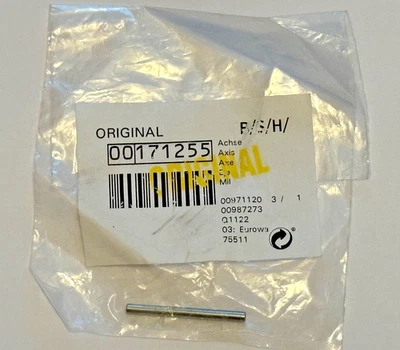 ORIGINAL B/S/H/
00171255
Achse
Axis
Axe
Mil
ORIGINAL
00971120 3 / 1
00987273
Q1122
03: Eurowa
75511